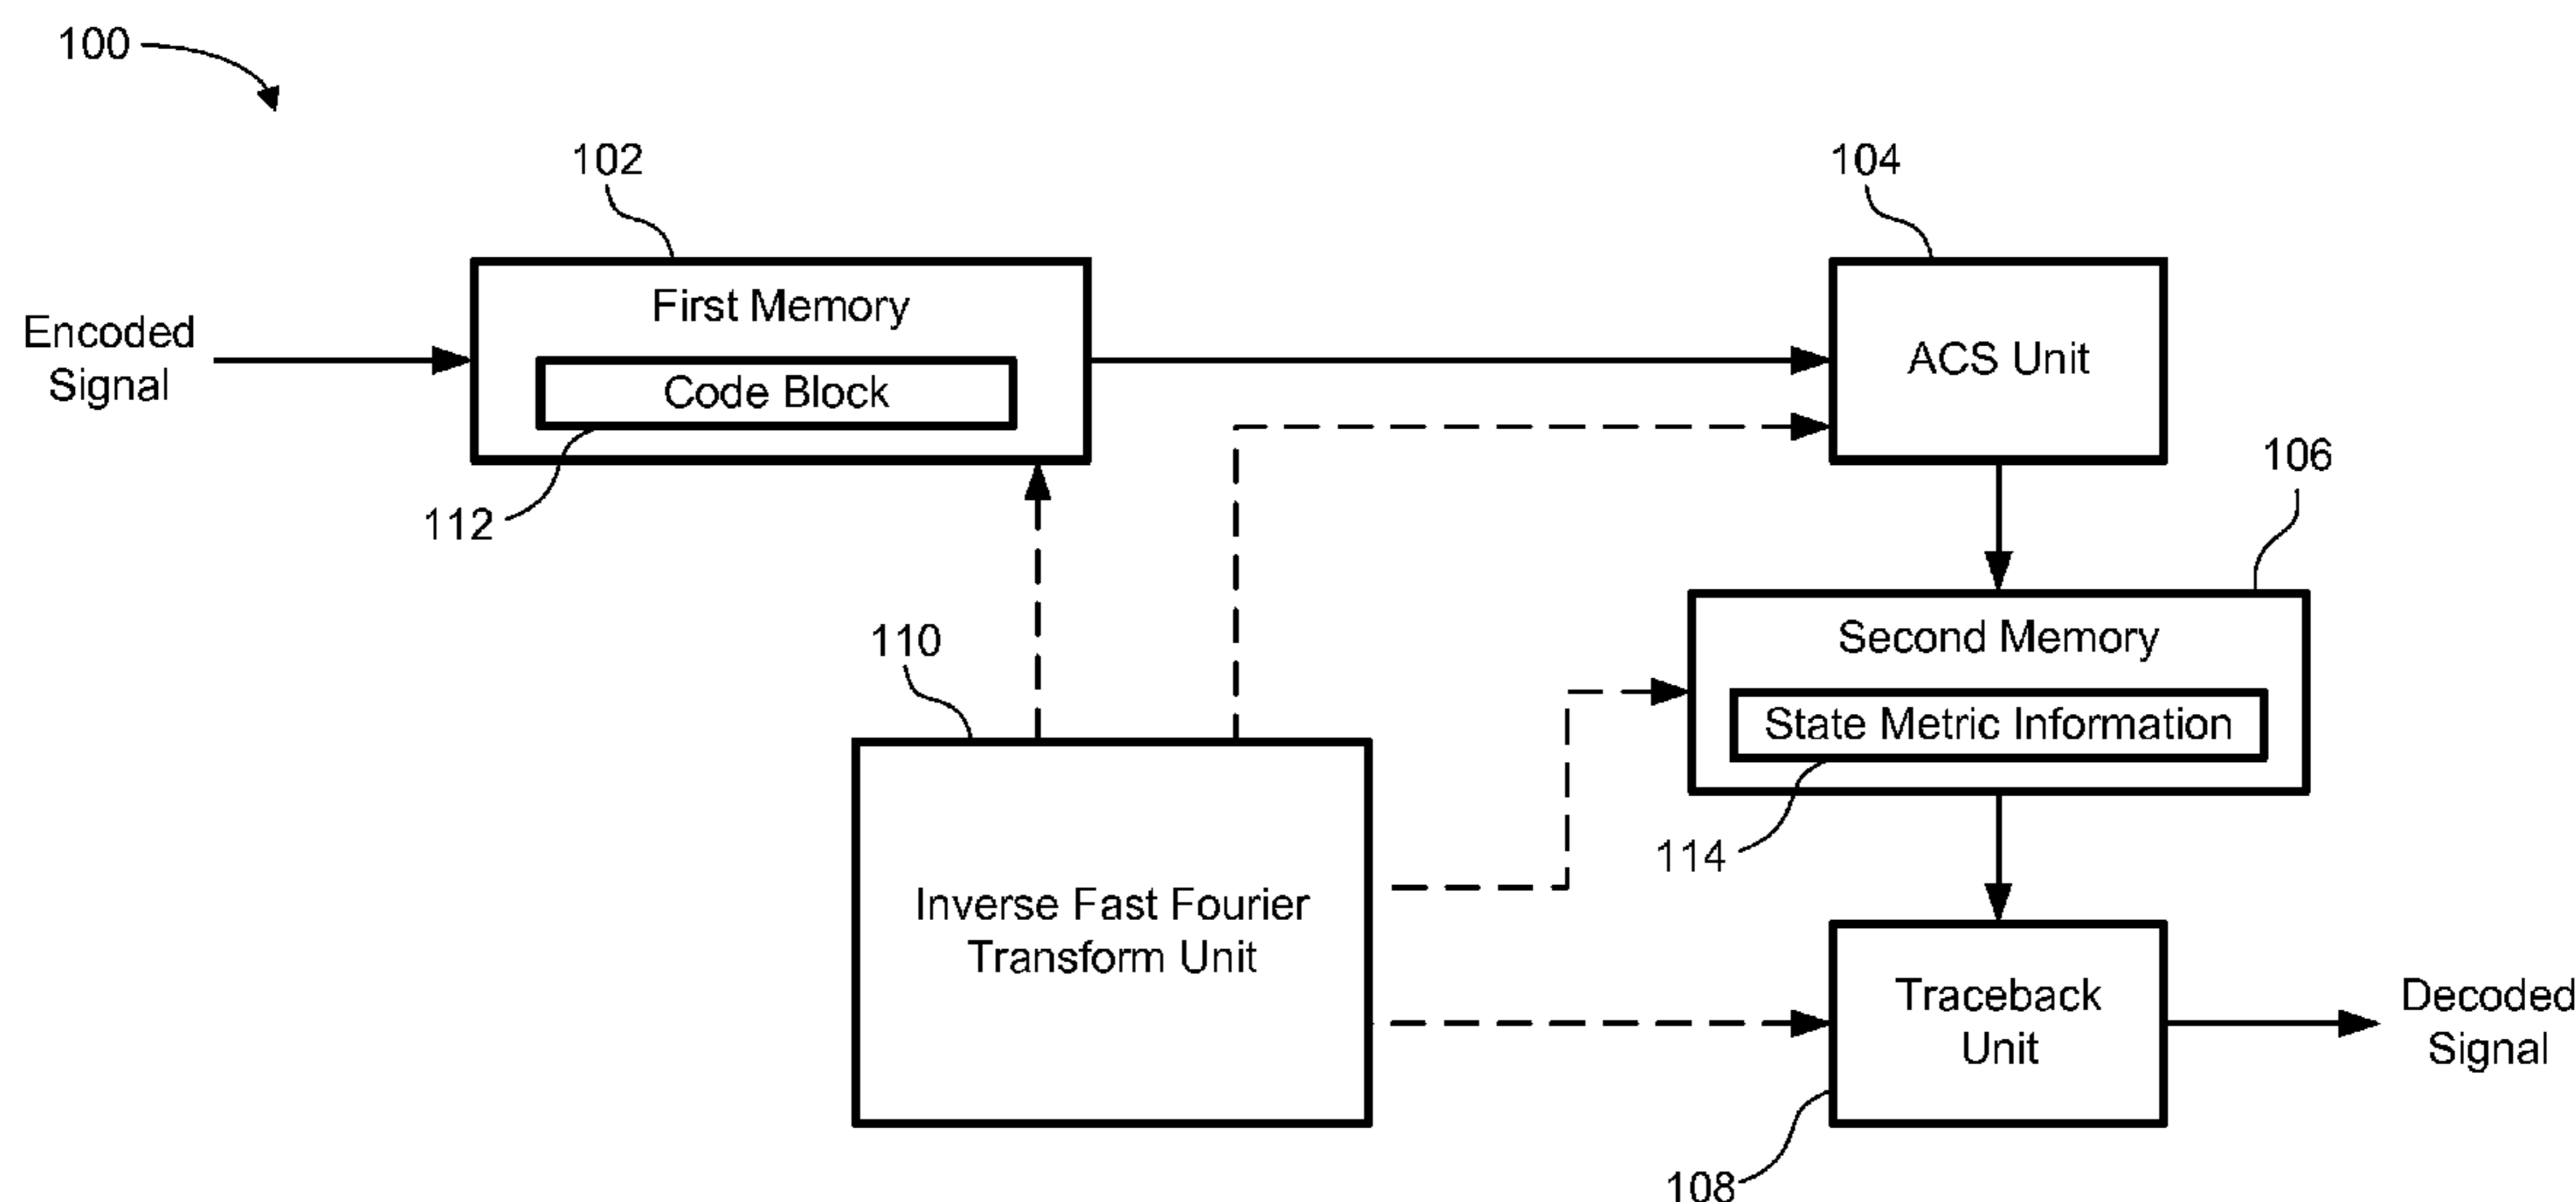 100
102
104
First Memory
Encoded
Signal
ACS Unit
Code Block
106
112
110
Second Memory
State Metric Information
114
Inverse Fast Fourier
Transform Unit
Traceback
Unit
Decoded
Signal
108